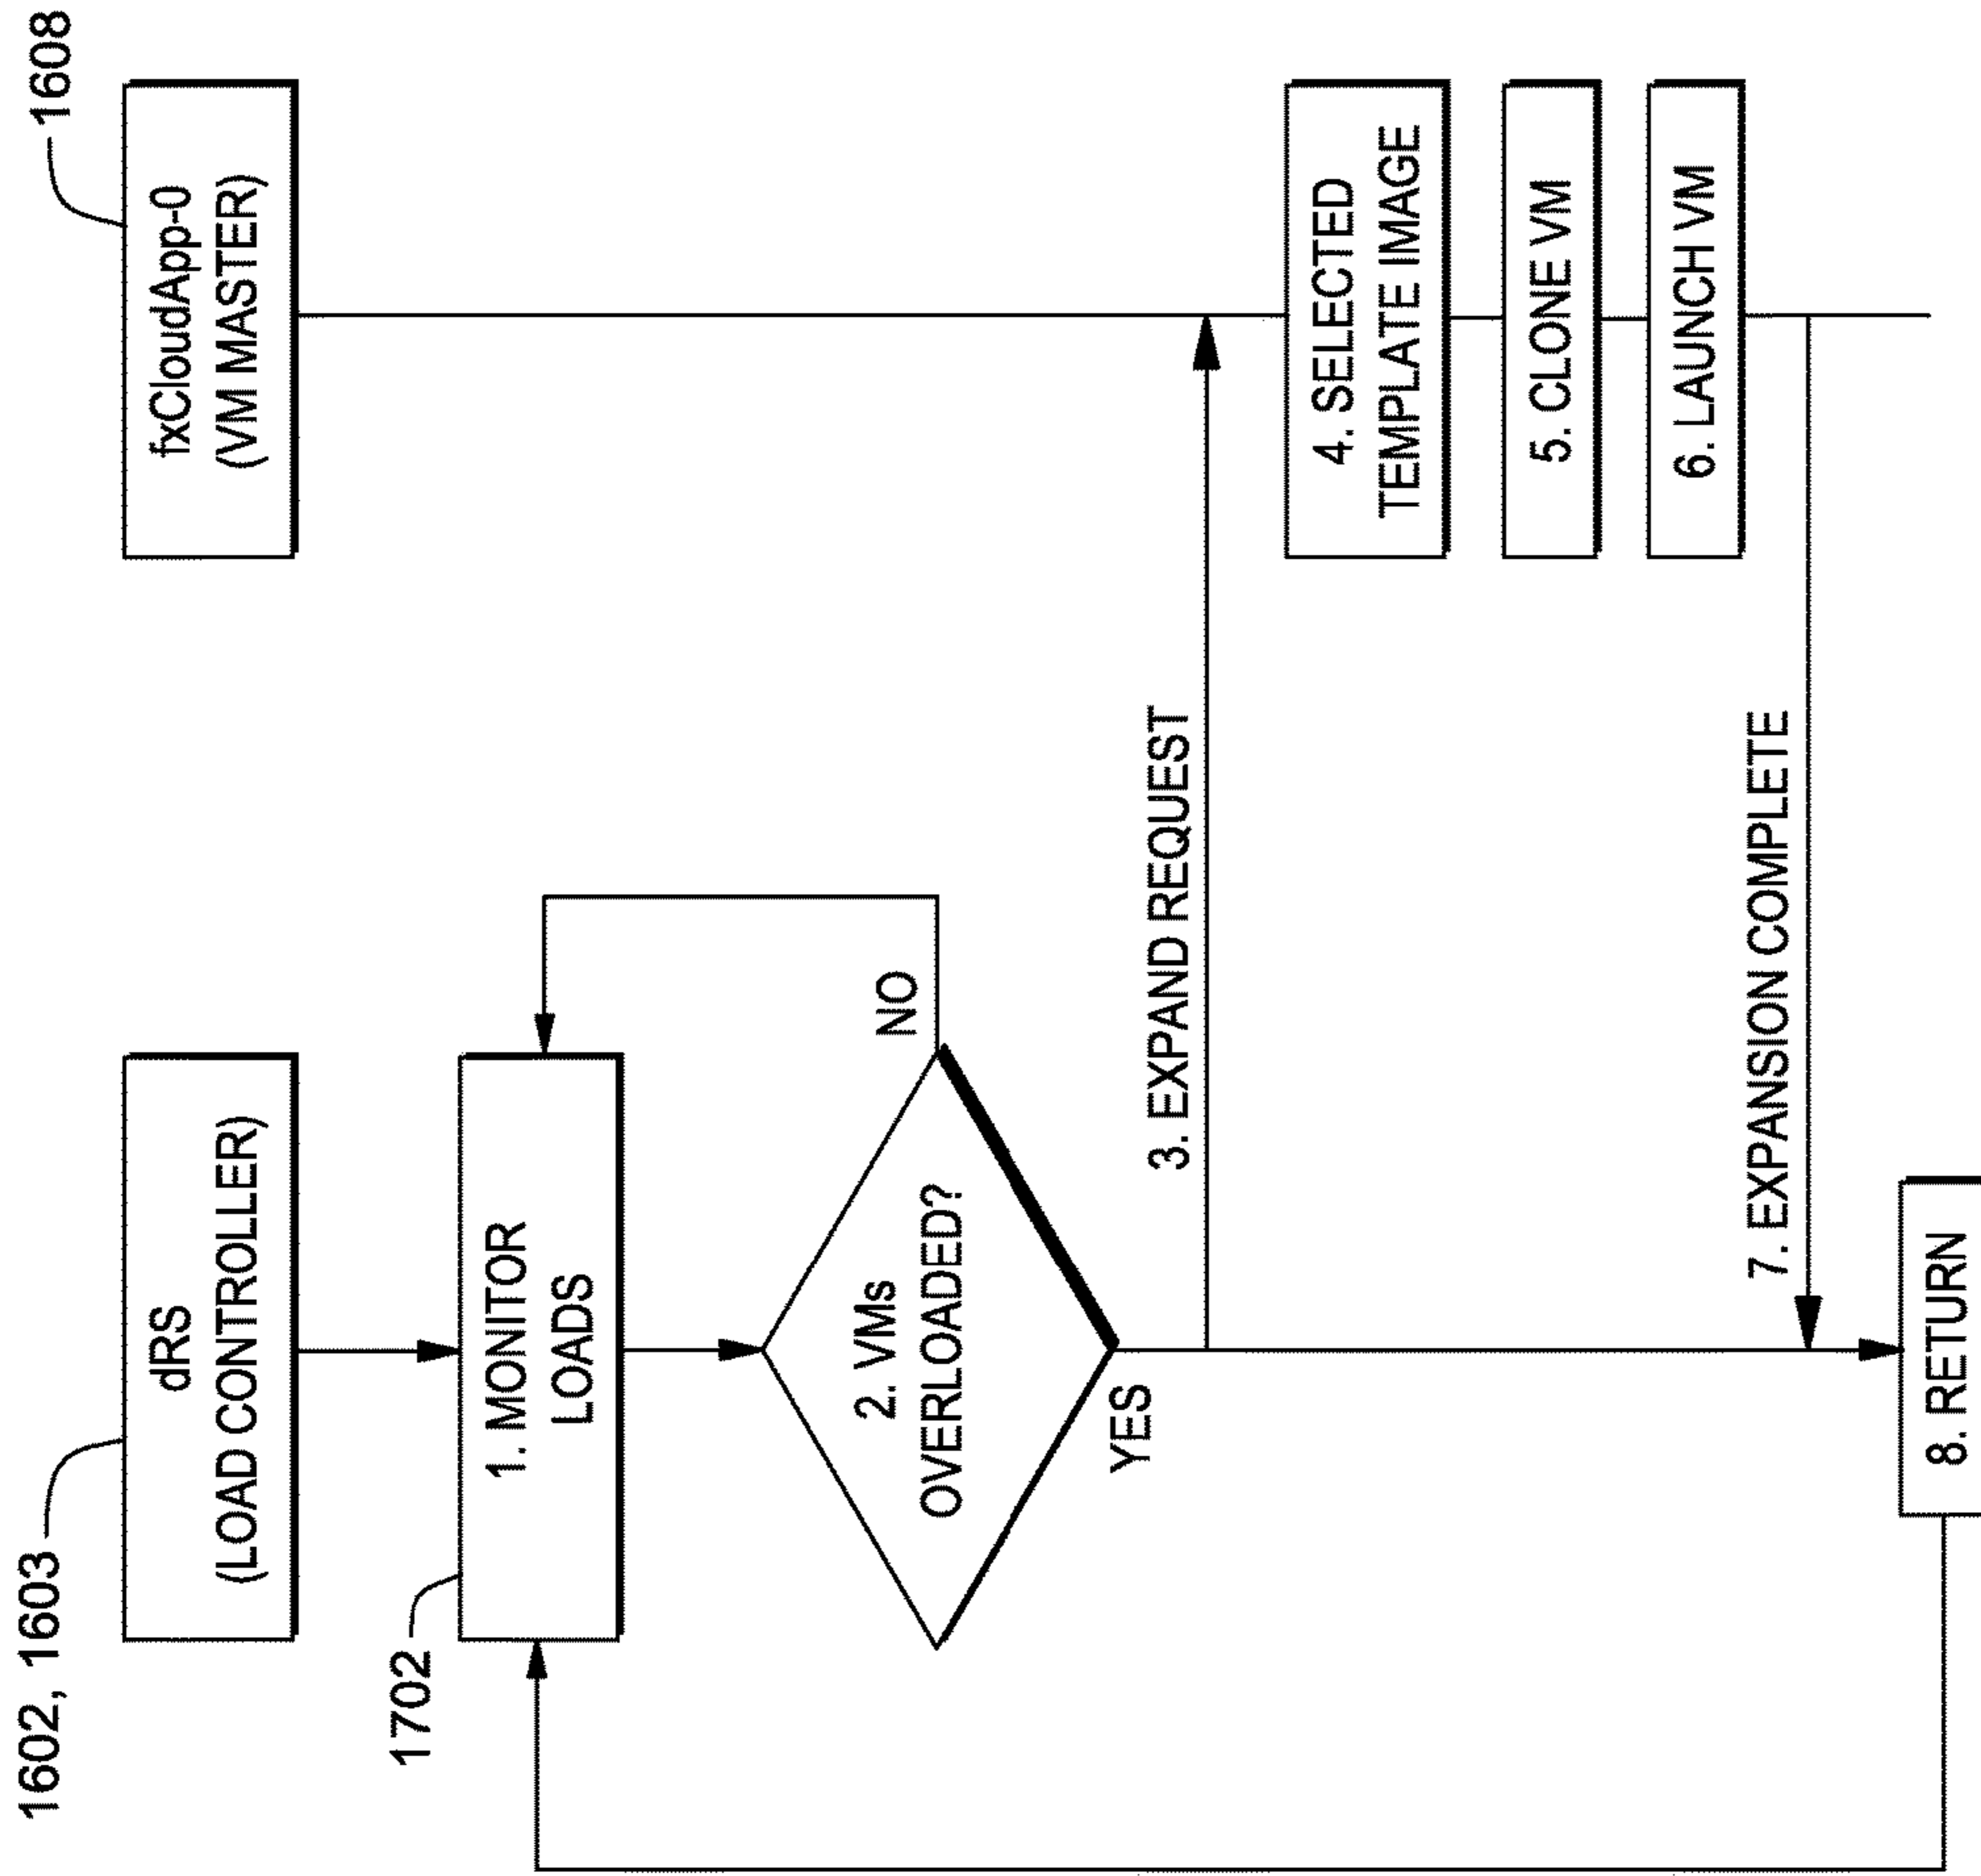 1602, 1603
dRS
(LOAD CONTROLLER)
1608
fxCloudApp-0
(VM MASTER)
1702
1. MONITOR
LOADS
2. VMs
OVERLOADED?
NO
YES
3. EXPAND REQUEST
4. SELECTED
TEMPLATE IMAGE
5. CLONE VM
6. LAUNCH VM
7. EXPANSION COMPLETE
8. RETURN